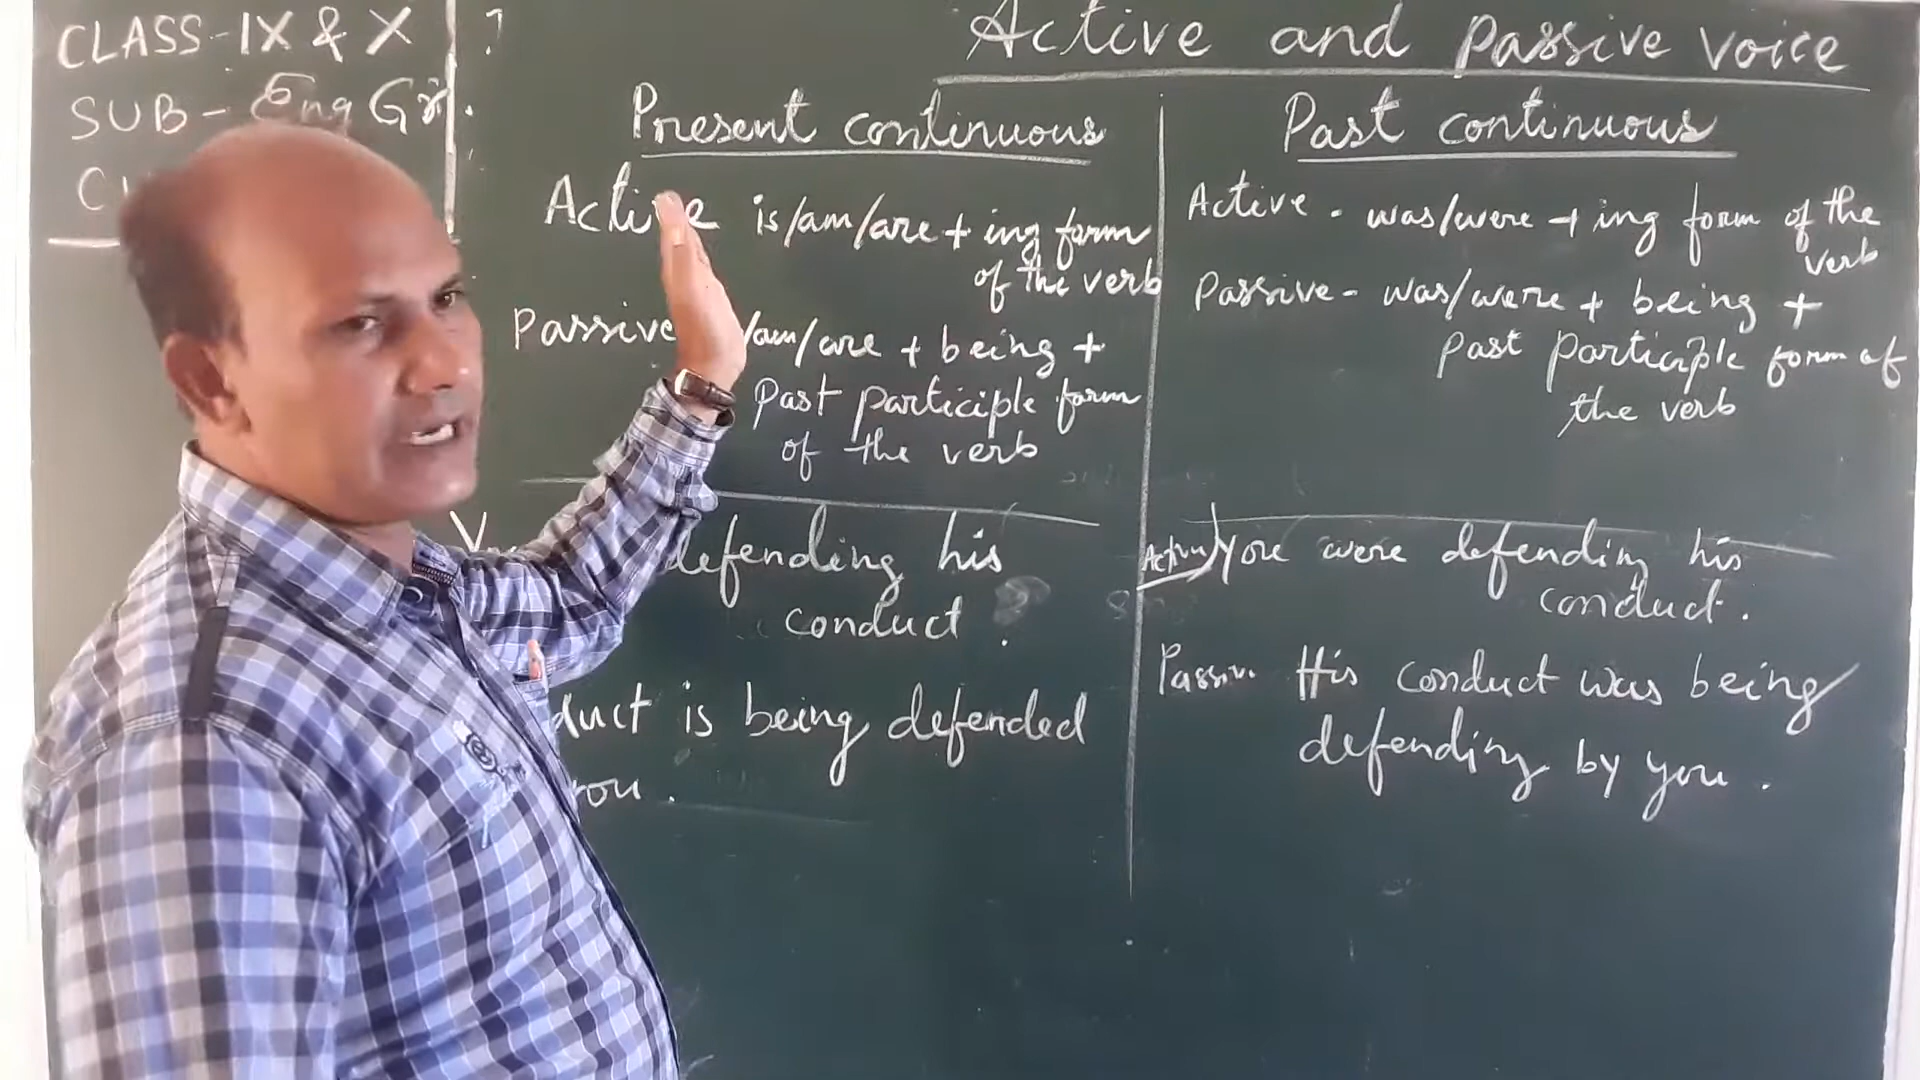 CLASS-IX & X
SUB - Eng Gr.
Active and Passive voice
Present continuous
Active is/am/are + ing form
of the verb
Passive /am/are + being +
Past participle form
of the verb
defending his
conduct.
duct is being defended
you.
Past continuous
Active - was/were + ing form of the
verb
Passive - was/were + being +
Past participle form of
the verb
Active) you were defending his
conduct.
Passive His conduct was being
defending by you.